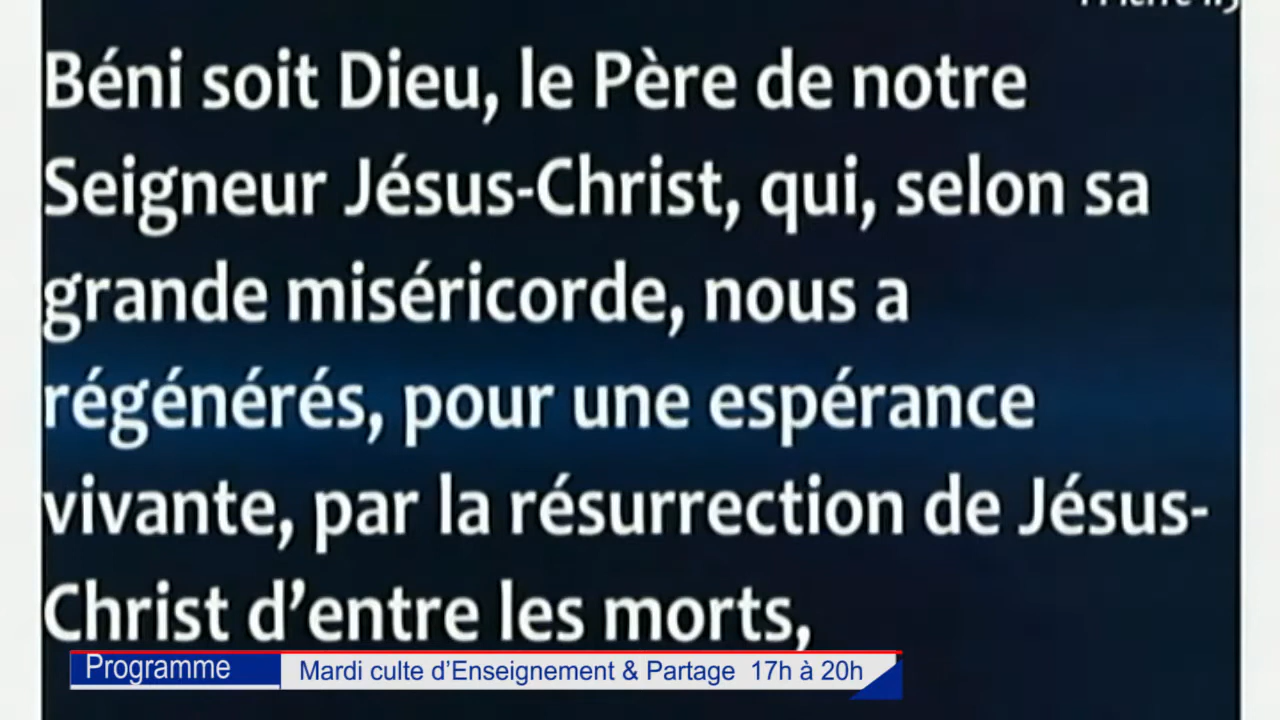 Béni soit Dieu, le Père de notre
Seigneur Jésus-Christ, qui, selon sa
grande miséricorde, nous a
régénérés, pour une espérance
vivante, par la résurrection de Jésus-
Christ d’entre les morts,
Programme Mardi culte d’Enseignement & Partage 17h à 20h